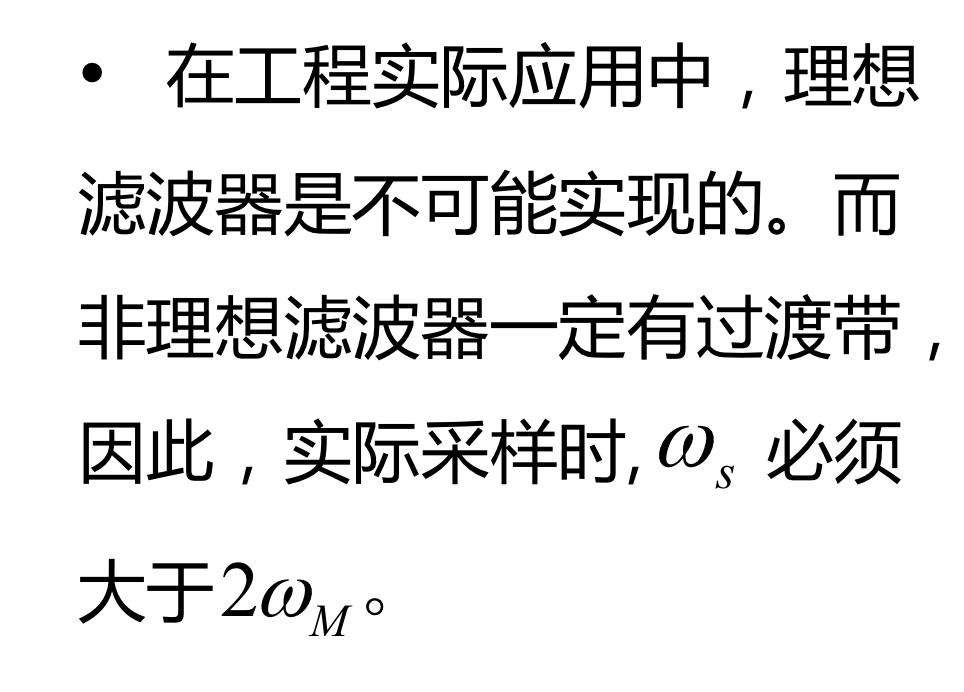 • 在工程实际应用中，理想
滤波器是不可能实现的。而
非理想滤波器一定有过渡带，
因此，实际采样时, ωₛ 必须
大于2ω_M。